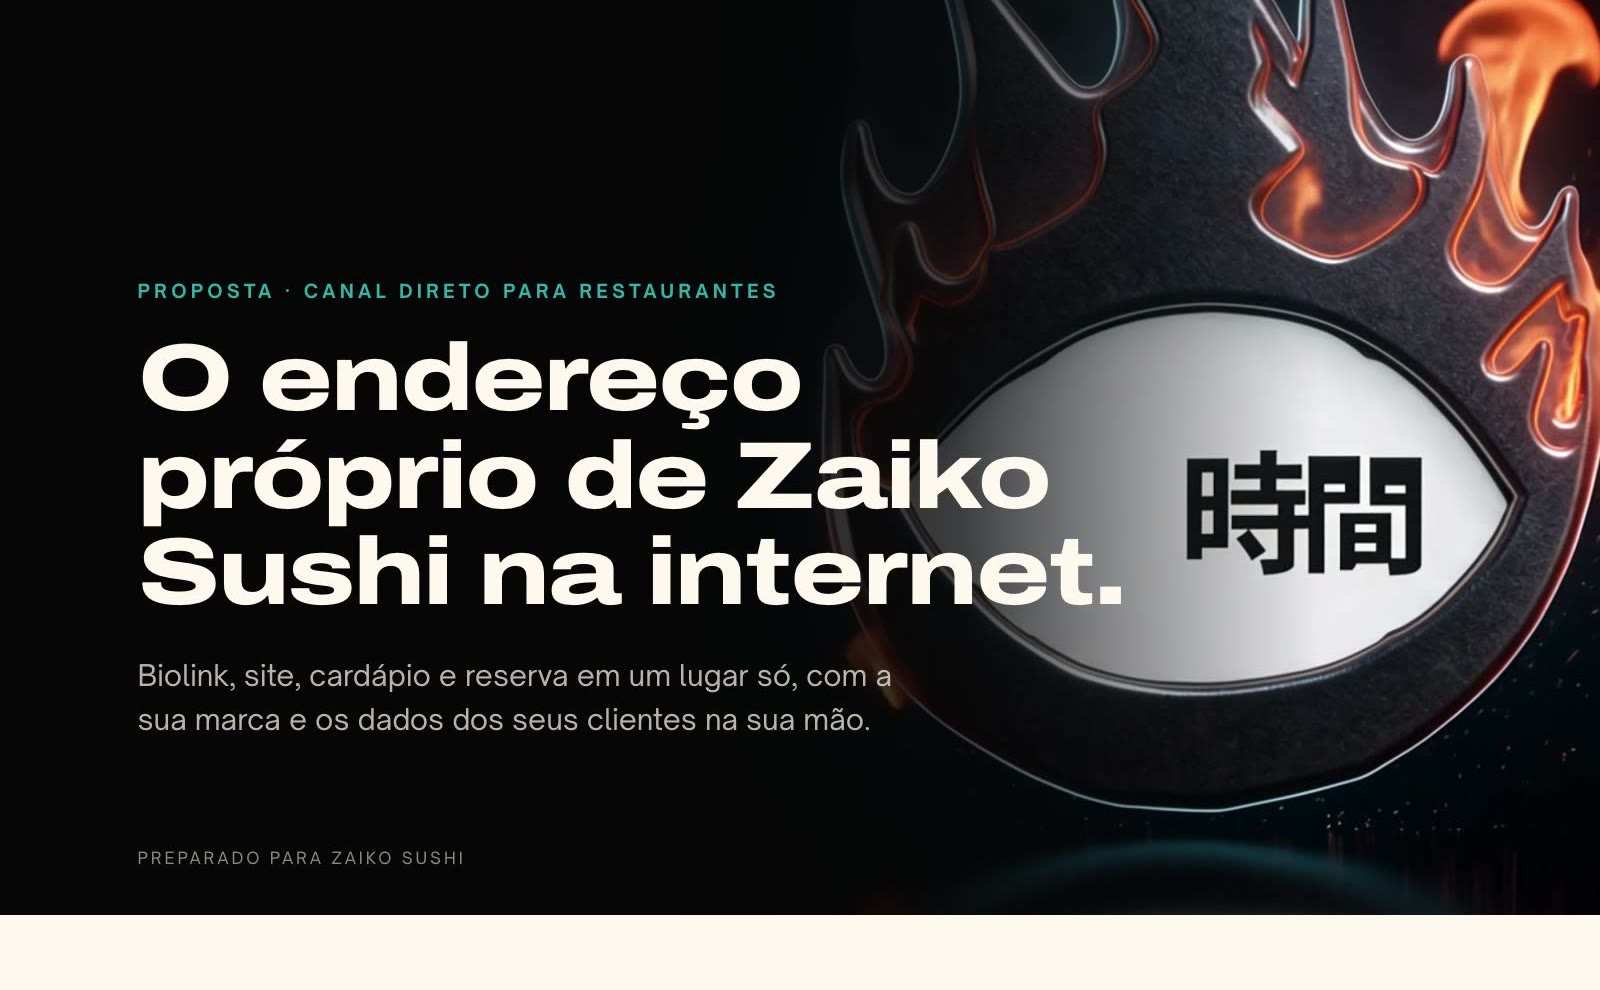 PROPOSTA · CANAL DIRETO PARA RESTAURANTES
O endereço
próprio de Zaiko
Sushi na internet.
時間
Biolink, site, cardápio e reserva em um lugar só, com a
sua marca e os dados dos seus clientes na sua mão.
PREPARADO PARA ZAIKO SUSHI